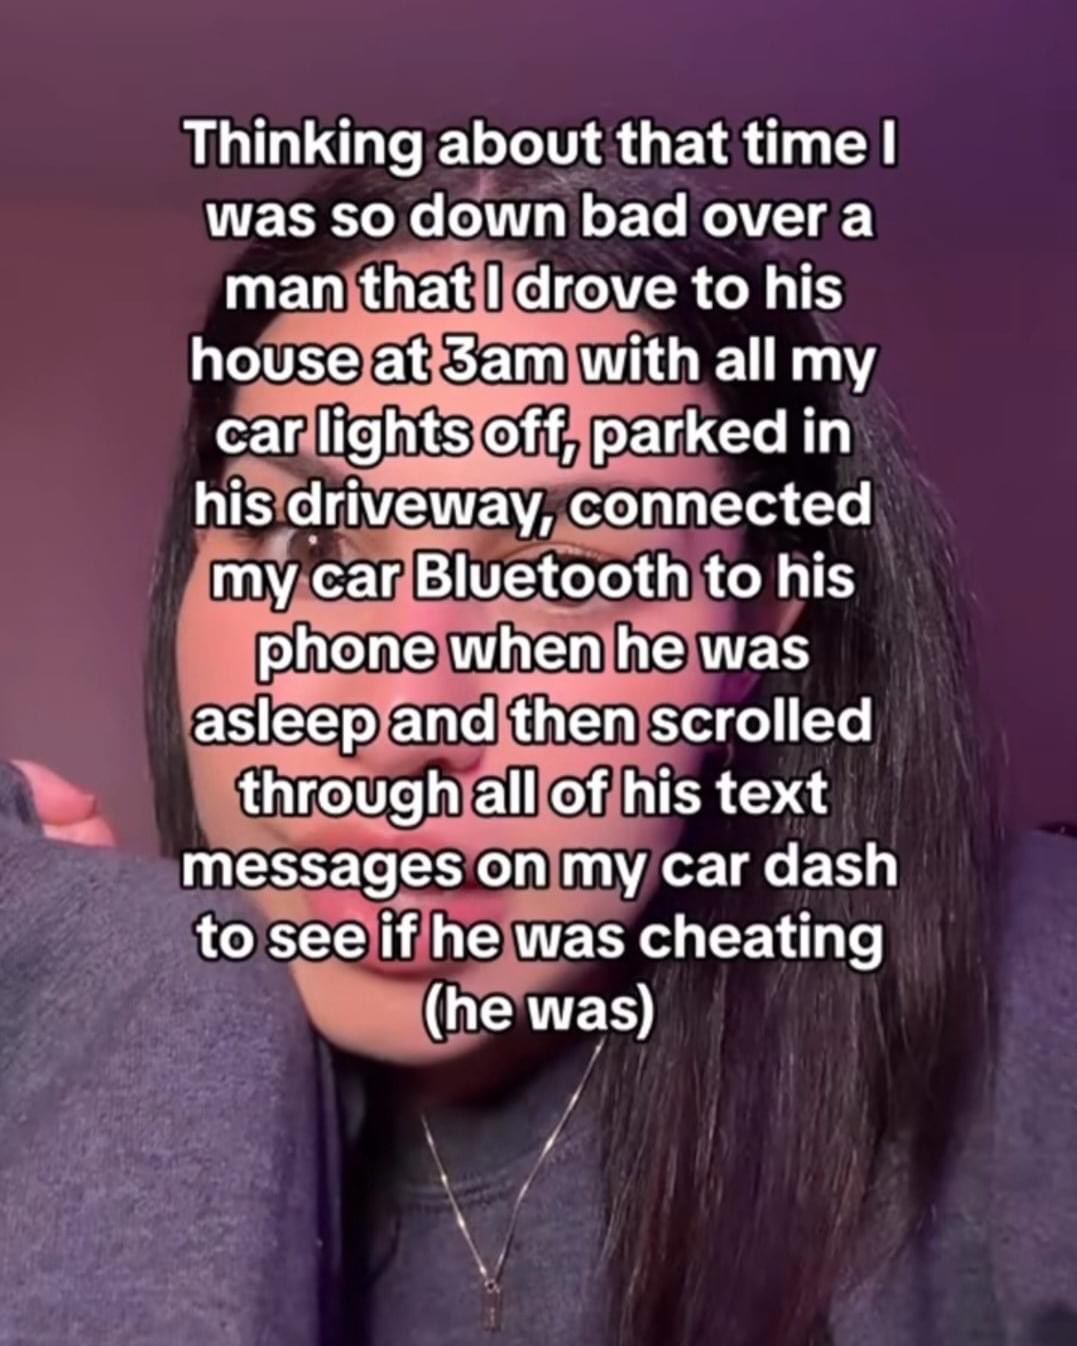 Thinking about that time I
was so down bad over a
man that I drove to his
house at 3am with all my
car lights off, parked in
his driveway, connected
my car Bluetooth to his
phone when he was
asleep and then scrolled
through all of his text
messages on my car dash
to see if he was cheating
(he was)